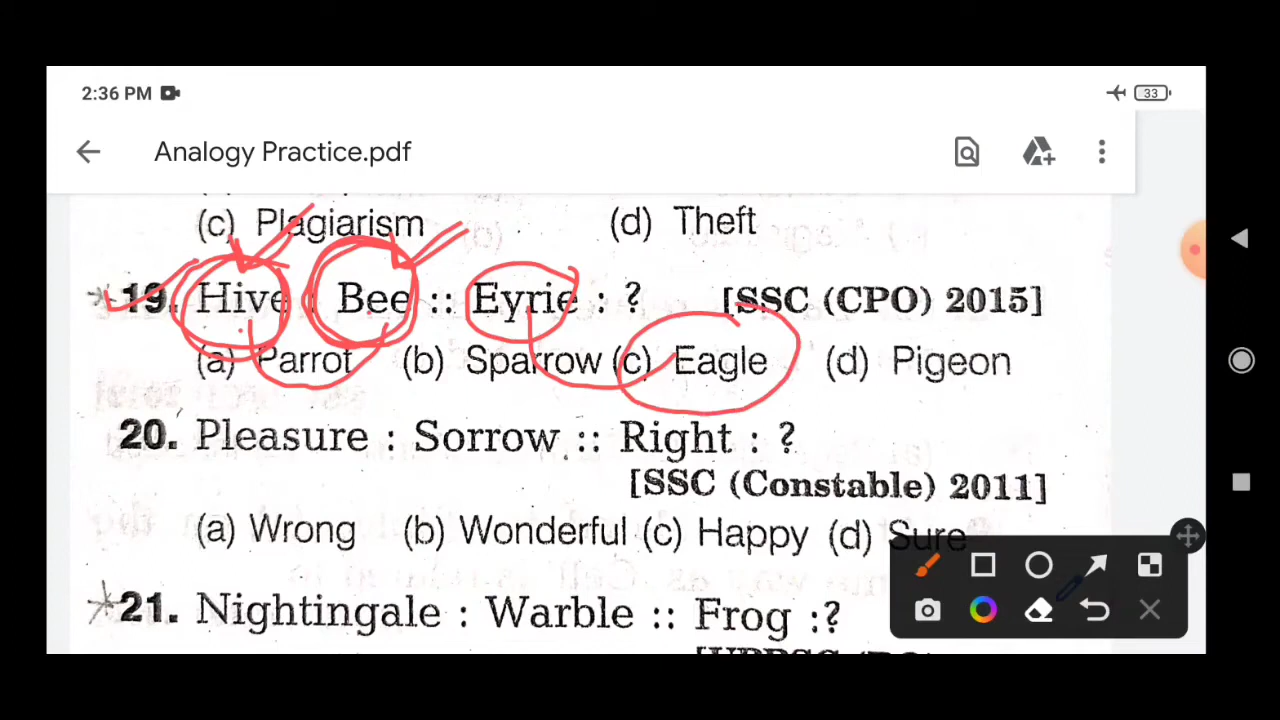 2:36 PM
33
Analogy Practice.pdf
(c) Plagiarism (d) Theft
19. Hive : Bee :: Eyrie : ? [SSC (CPO) 2015]
(a) Parrot (b) Sparrow (c) Eagle (d) Pigeon
20. Pleasure : Sorrow :: Right : ?
[SSC (Constable) 2011]
(a) Wrong (b) Wonderful (c) Happy (d) Sure
21. Nightingale : Warble :: Frog :?